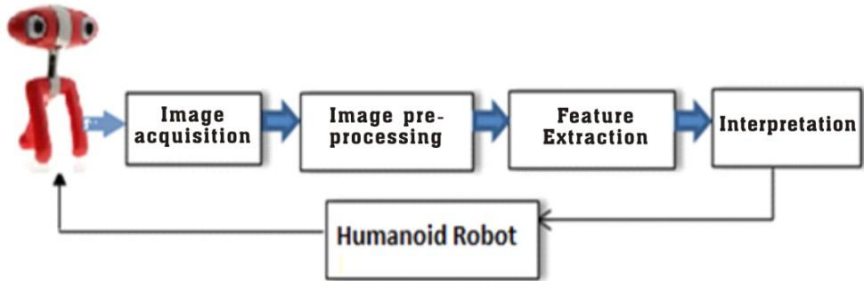 Image
acquisition
Image pre-
processing
Feature
Extraction
Interpretation
Humanoid Robot